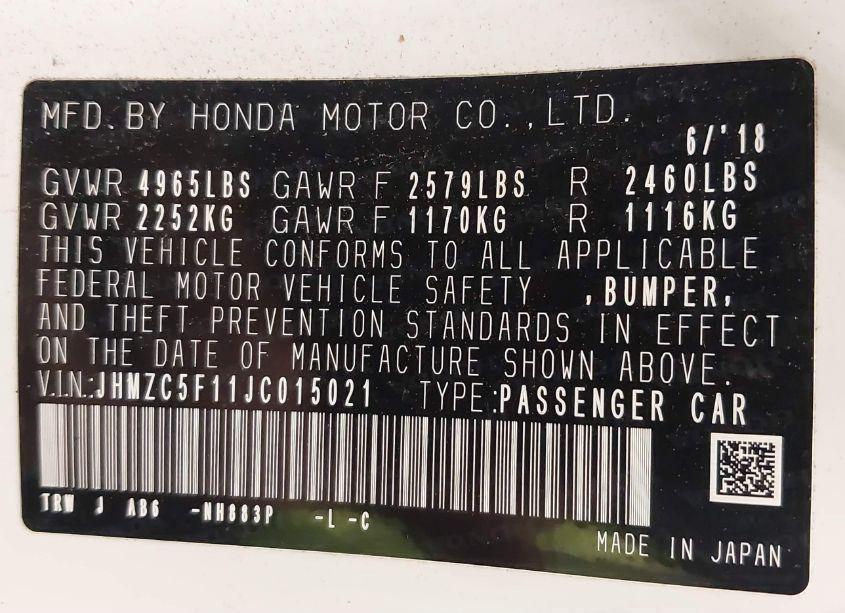 MFD. BY HONDA MOTOR CO., LTD.
6/'18
GVWR 4965LBS GAWR F 2579LBS R 2460LBS
GVWR 2252KG GAWR F 1170KG R 1116KG
THIS VEHICLE CONFORMS TO ALL APPLICABLE
FEDERAL MOTOR VEHICLE SAFETY ,BUMPER,
AND THEFT PREVENTION STANDARDS IN EFFECT
ON THE DATE OF MANUFACTURE SHOWN ABOVE.
V.I.N.:JHMZC5F11JC015021 TYPE:PASSENGER CAR
TRW J AB6 -NH883P -L -C
MADE IN JAPAN